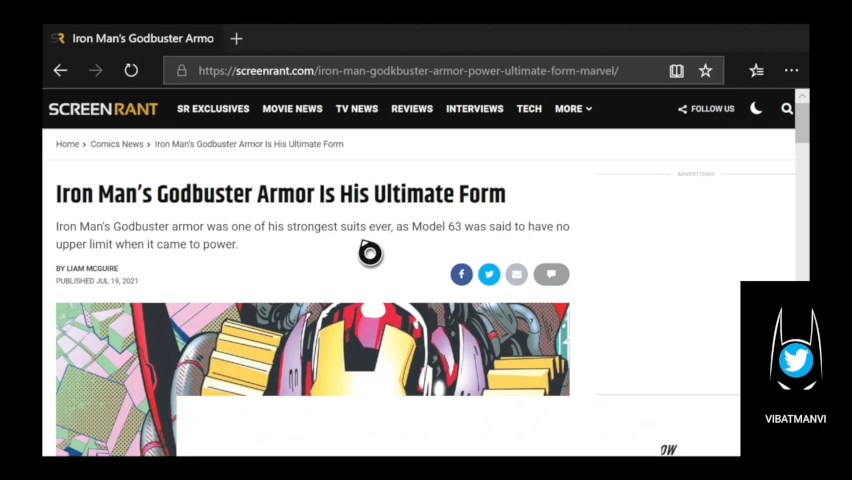 SR Iron Man's Godbuster Armo
https://screenrant.com/iron-man-godkbuster-armor-power-ultimate-form-marvel/
SCREENRANT SR EXCLUSIVES MOVIE NEWS TV NEWS REVIEWS INTERVIEWS TECH MORE FOLLOW US
Home > Comics News > Iron Man's Godbuster Armor Is His Ultimate Form
ADVERTISING
Iron Man's Godbuster Armor Is His Ultimate Form
Iron Man's Godbuster armor was one of his strongest suits ever, as Model 63 was said to have no
upper limit when it came to power.
BY LIAM MCGUIRE
PUBLISHED JUL 19, 2021
VIBATMANVI
OW